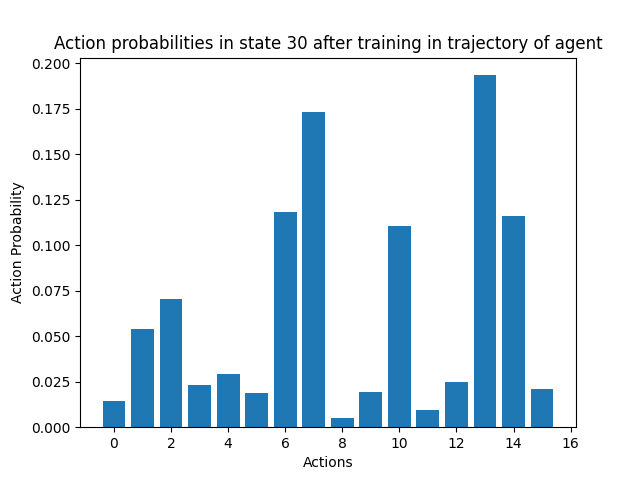 Action probabilities in state 30 after training in trajectory of agent
0.200
0.175
0.150
0.125
0.100
0.075
0.050
0.025
0.000
Action Probability
0 2 4 6 8 10 12 14 16
Actions